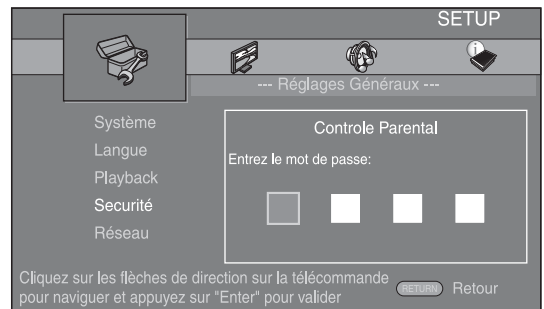 SETUP
--- Réglages Généraux ---
Système
Langue
Playback
Securité
Réseau
Controle Parental
Entrez le mot de passe:
Cliquez sur les flèches de direction sur la télécommande
pour naviguer et appuyez sur "Enter" pour valider
RETURN Retour